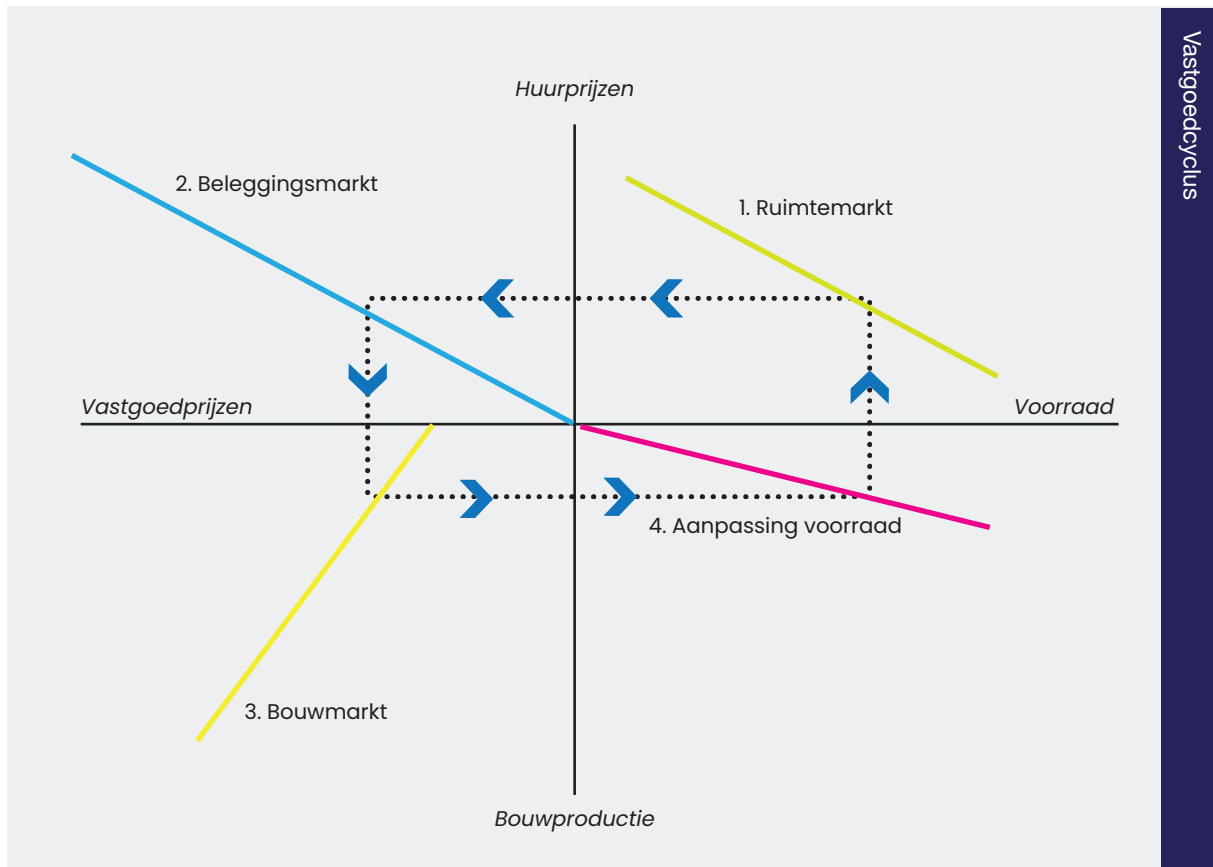 Vastgoedcyclus
Huurprijzen
2. Beleggingsmarkt
1. Ruimtemarkt
Vastgoedprijzen
Voorraad
4. Aanpassing voorraad
3. Bouwmarkt
Bouwproductie